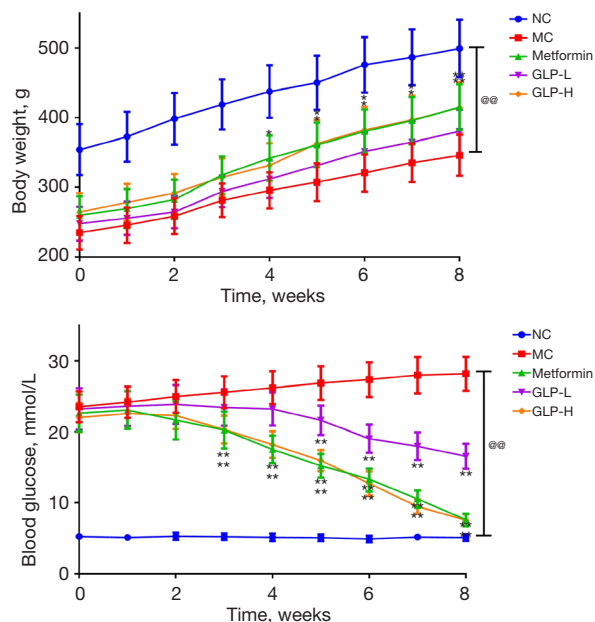 NC
MC
Metformin
GLP-L
GLP-H
Body weight, g
500
400
300
200
** ** ** ** **
* ** ** ** **
@@
0 2 4 6 8
Time, weeks
NC
MC
Metformin
GLP-L
GLP-H
Blood glucose, mmol/L
30
20
10
0
** ** ** **
** ** ** ** **
** ** ** ** **
@@
0 2 4 6 8
Time, weeks